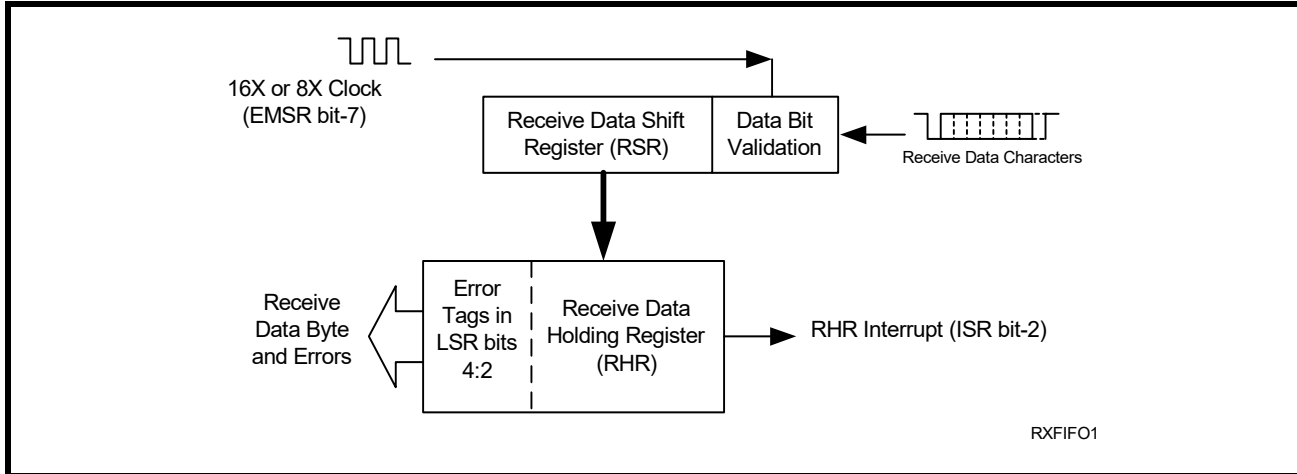 16X or 8X Clock
(EMSR bit-7)
Receive Data Shift
Register (RSR)
Data Bit
Validation
Receive Data Characters
Receive
Data Byte
and Errors
Error
Tags in
LSR bits
4:2
Receive Data
Holding Register
(RHR)
RHR Interrupt (ISR bit-2)
RXFIFO1